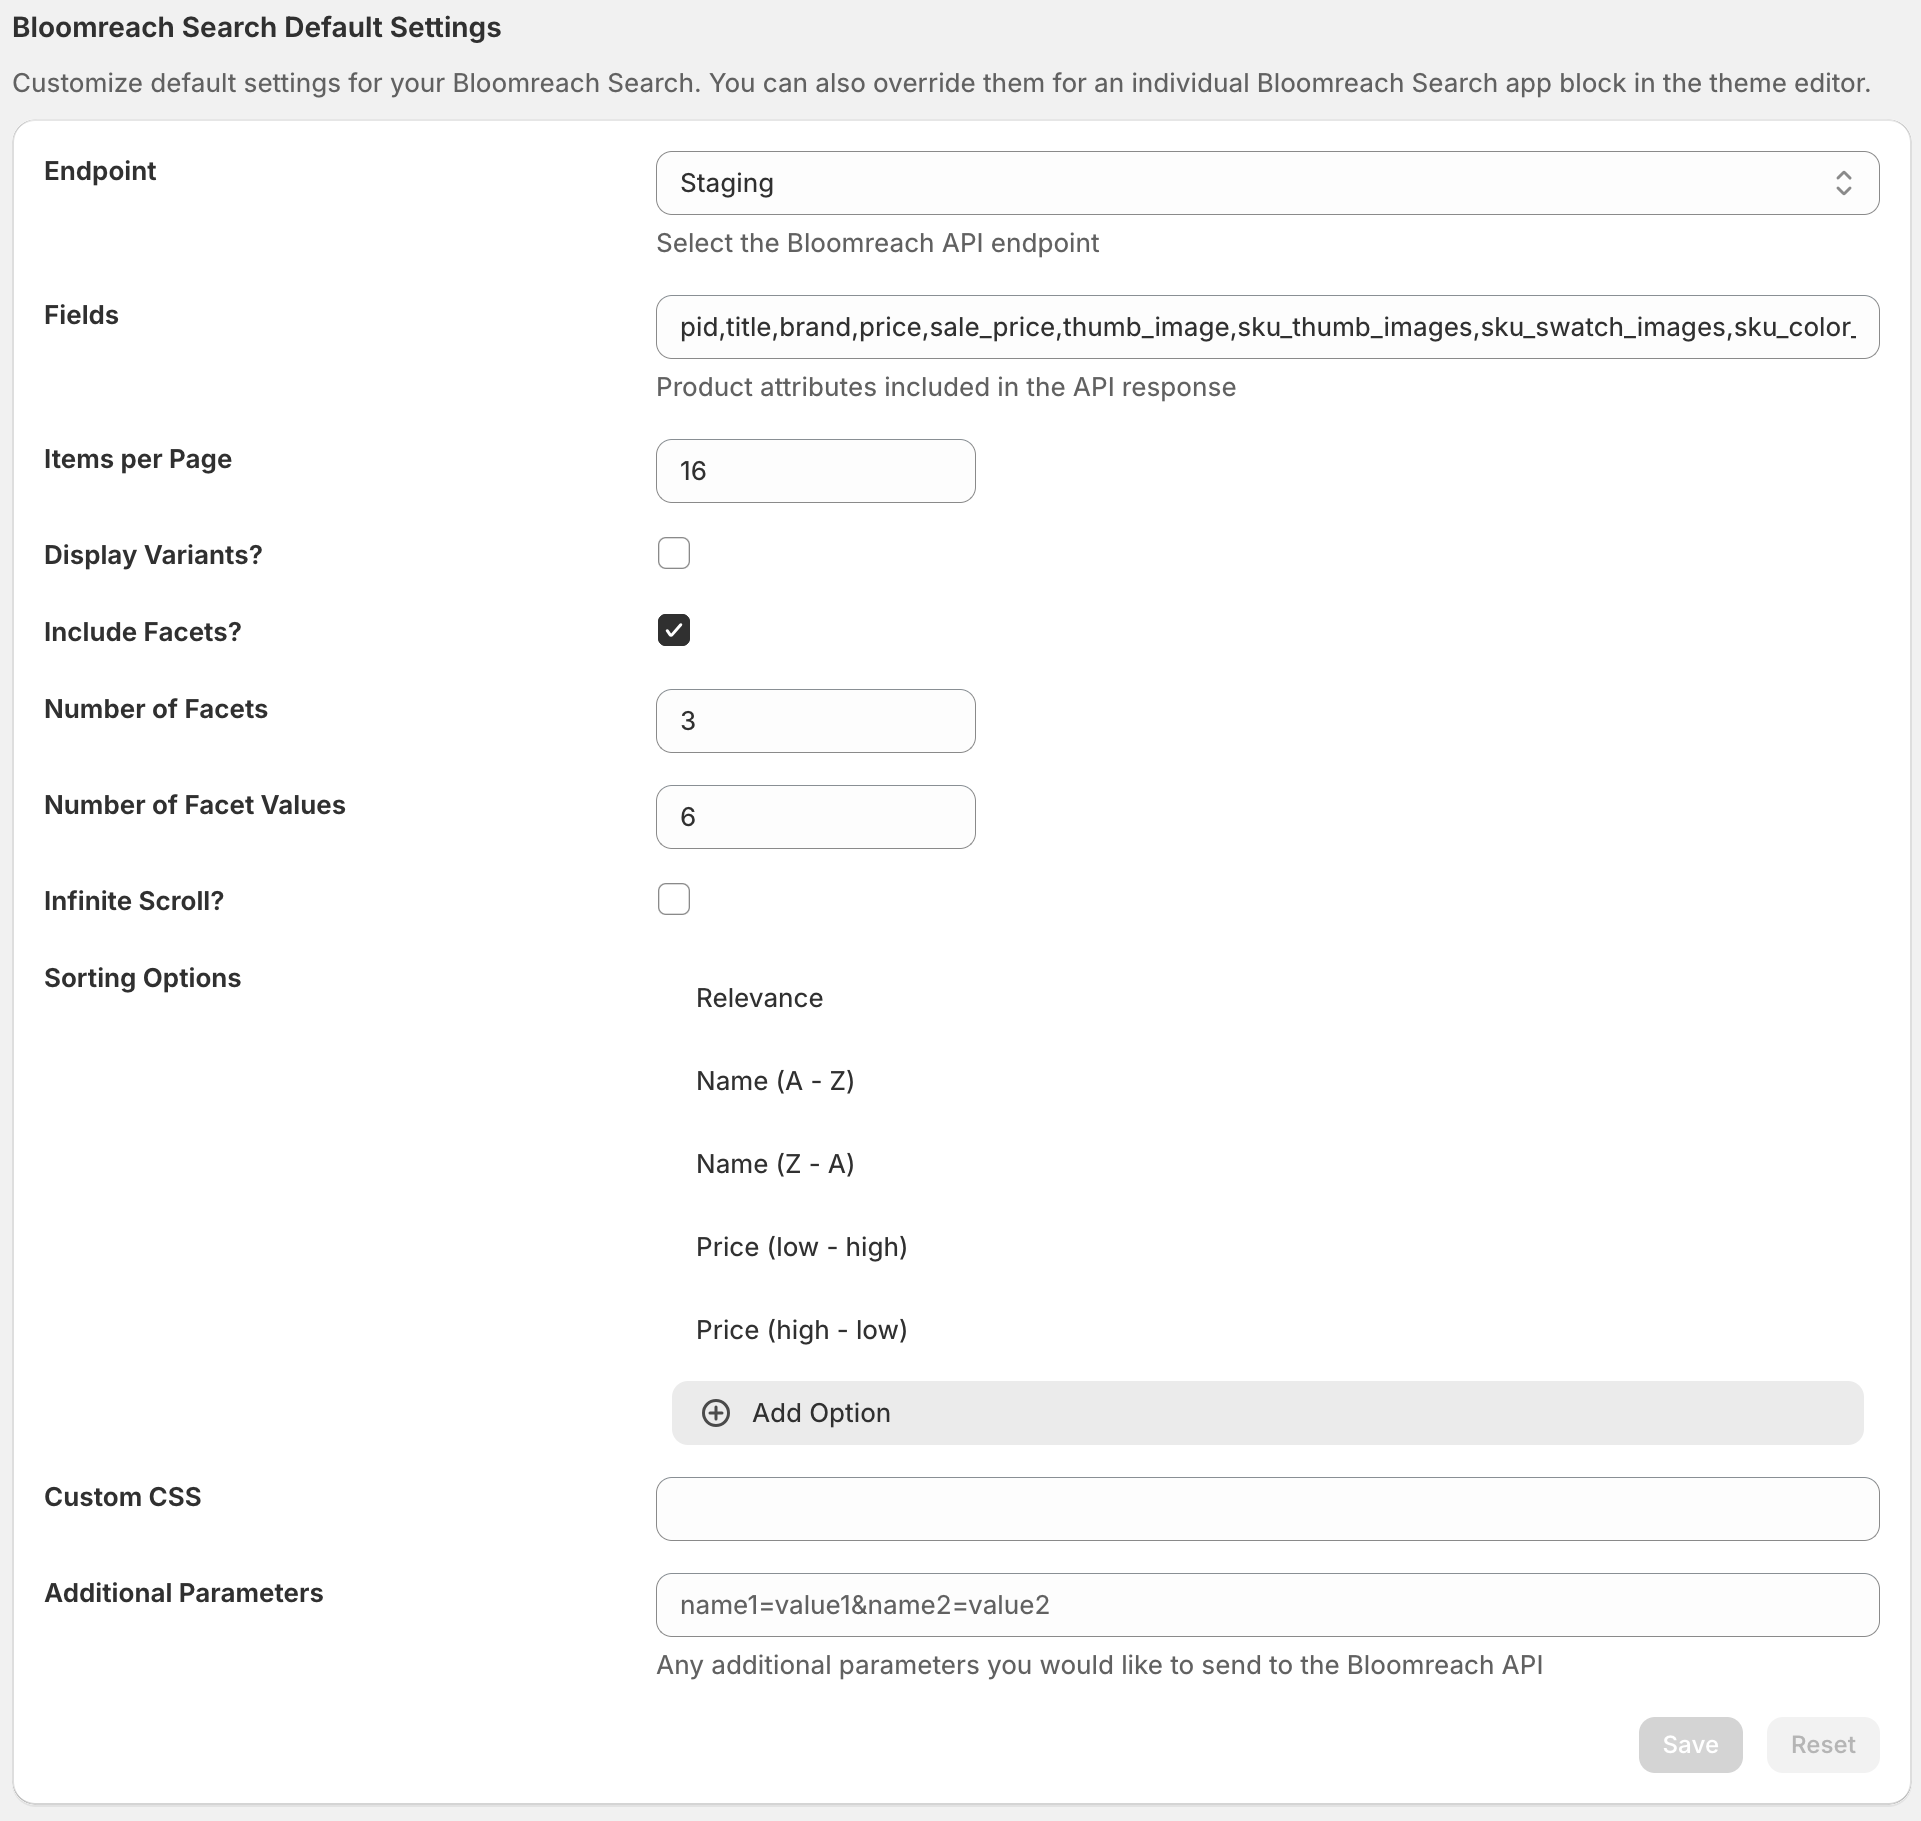 Bloomreach Search Default Settings
Customize default settings for your Bloomreach Search. You can also override them for an individual Bloomreach Search app block in the theme editor.
Endpoint
Staging
Select the Bloomreach API endpoint
Fields
pid,title,brand,price,sale_price,thumb_image,sku_thumb_images,sku_swatch_images,sku_color_
Product attributes included in the API response
Items per Page
16
Display Variants?
Include Facets?
Number of Facets
3
Number of Facet Values
6
Infinite Scroll?
Sorting Options
Relevance
Name (A - Z)
Name (Z - A)
Price (low - high)
Price (high - low)
Add Option
Custom CSS
Additional Parameters
name1=value1&name2=value2
Any additional parameters you would like to send to the Bloomreach API
Save
Reset